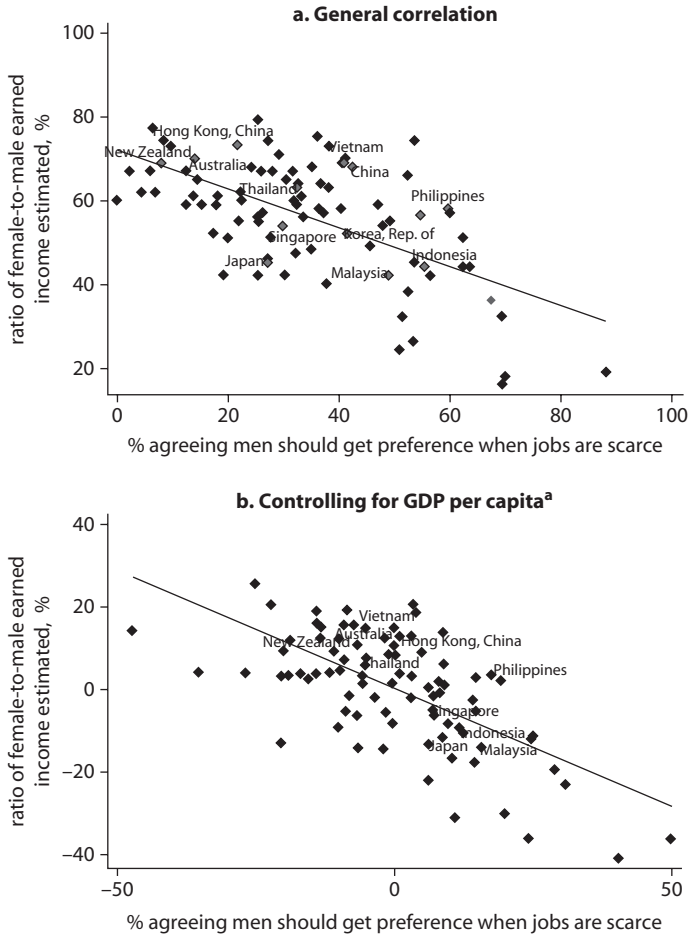 a. General correlation
100
80
60
40
20
0 20 40 60 80 100
ratio of female-to-male earned
income estimated, %
Hong Kong, China
New Zealand
Australia
Vietnam
China
Thailand
Philippines
Singapore
Korea, Rep. of
Japan
Indonesia
Malaysia
% agreeing men should get preference when jobs are scarce
b. Controlling for GDP per capitaª
40
20
0
−20
−40
−50 0 50
ratio of female-to-male earned
income estimated, %
Vietnam
Australia
New Zealand
Hong Kong, China
Thailand
Philippines
Singapore
Indonesia
Japan
Malaysia
% agreeing men should get preference when jobs are scarce